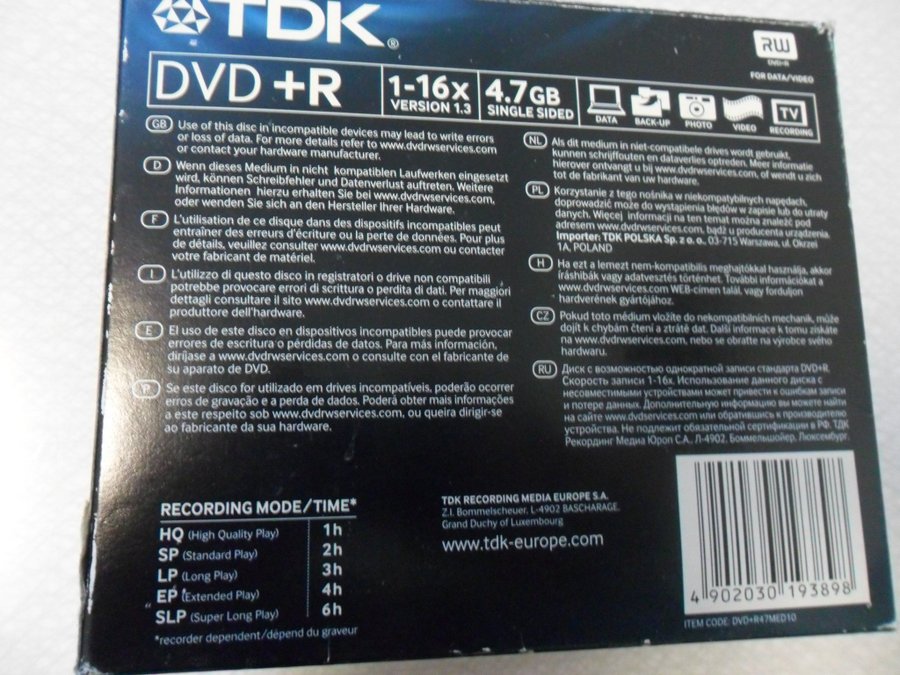 TDK®
RW
DVD+R
FOR DATA/VIDEO
DVD +R
1-16x
VERSION 1.3
4.7GB
SINGLE SIDED
DATA
BACK-UP
PHOTO
VIDEO
TV
RECORDING
GB Use of this disc in incompatible devices may lead to write errors
or loss of data. For more details refer to www.dvdrwservices.com
or contact your hardware manufacturer.
D Wenn dieses Medium in nicht kompatiblen Laufwerken eingesetzt
wird, können Schreibfehler und Datenverlust auftreten. Weitere
Informationen hierzu erhalten Sie bei www.dvdrwservices.com,
oder wenden Sie sich an den Hersteller Ihrer Hardware.
F L'utilisation de ce disque dans des dispositifs incompatibles peut
entraîner des erreurs d'écriture ou la perte de données. Pour plus
de détails, veuillez consulter www.dvdrwservices.com ou contacter
votre fabricant de matériel.
I L'utilizzo di questo disco in registratori o drive non compatibili
potrebbe provocare errori di scrittura o perdita di dati. Per maggiori
dettagli consultare il sito www.dvdrwservices.com o contattare il
produttore dell'hardware.
E El uso de este disco en dispositivos incompatibles puede provocar
errores de escritura o pérdidas de datos. Para más información,
diríjase a www.dvdrwservices.com o consulte con el fabricante de
su aparato de DVD.
P Se este disco for utilizado em drives incompatíveis, poderão ocorrer
erros de gravação e a perda de dados. Poderá obter mais informações
a este respeito sob www.dvdrwservices.com, ou queira dirigir-se
ao fabricante da sua hardware.
NL Als dit medium in niet-compatibele drives wordt gebruikt,
kunnen schrijffouten en dataverlies optreden. Meer informatie
hierover ontvangt u bij www.dvdrwservices.com, of wendt u zich
tot de fabrikant van uw hardware.
PL Korzystanie z tego nośnika w niekompatybilnych napędach,
doprowadzić może do wystąpienia błędów w zapisie lub do utraty
danych. Więcej informacji na ten temat można znaleźć pod
adresem www.dvdrwservices.com, bądź u producenta urządzenia.
Importer: TDK POLSKA Sp. z o. o. 03-715 Warszawa, ul. Okrzei
1A, POLAND
H Ha ezt a lemezt nem-kompatibilis meghajtókkal használja, akkor
íráshibák vagy adatvesztés történhet. További információkat a
www.dvdrwservices.com WEB-címen talál, vagy forduljon
hardverének gyártójához.
CZ Pokud toto médium vložíte do nekompatibilních mechanik, může
dojít k chybám čtení a ztrátě dat. Další informace k tomu získáte
na www.dvdrwservices.com, nebo se obraťte na výrobce svého
hardwaru.
RU Диск с возможностью однократной записи стандарта DVD+R.
Скорость записи 1-16x. Использование данного диска с
несовместимыми устройствами может привести к ошибкам записи
и потере данных. Дополнительную информацию вы можете найти
на сайте www.dvdrwservices.com или обратившись к производителю
устройства. Не подлежит обязательной сертификации в РФ. ТДК
Рекординг Медиа Юроп С.А., Л-4902. Боммельшойер, Люксембург.
RECORDING MODE/TIME*
HQ (High Quality Play) 1h
SP (Standard Play) 2h
LP (Long Play) 3h
EP (Extended Play) 4h
SLP (Super Long Play) 6h
*recorder dependent/dépend du graveur
TDK RECORDING MEDIA EUROPE S.A.
Z.I. Bommelscheuer, L-4902 BASCHARAGE,
Grand Duchy of Luxembourg
www.tdk-europe.com
4 902030 193898
ITEM CODE: DVD+R47MED10